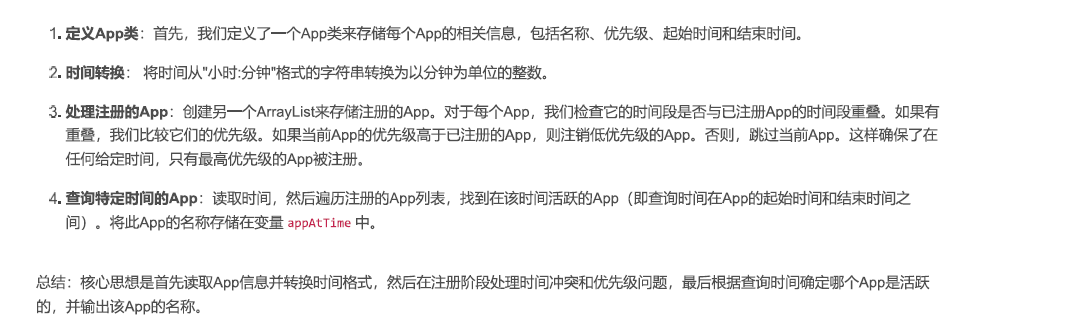 1. 定义App类：首先，我们定义了一个App类来存储每个App的相关信息，包括名称、优先级、起始时间和结束时间。
2. 时间转换： 将时间从"小时:分钟"格式的字符串转换为以分钟为单位的整数。
3. 处理注册的App：创建另一个ArrayList来存储注册的App。对于每个App，我们检查它的时间段是否与已注册App的时间段重叠。如果有
重叠，我们比较它们的优先级。如果当前App的优先级高于已注册的App，则注销低优先级的App。否则，跳过当前App。这样确保了在
任何给定时间，只有最高优先级的App被注册。
4. 查询特定时间的App：读取时间，然后遍历注册的App列表，找到在该时间活跃的App（即查询时间在App的起始时间和结束时间之
间）。将此App的名称存储在变量 appAtTime 中。
总结：核心思想是首先读取App信息并转换时间格式，然后在注册阶段处理时间冲突和优先级问题，最后根据查询时间确定哪个App是活跃
的，并输出该App的名称。